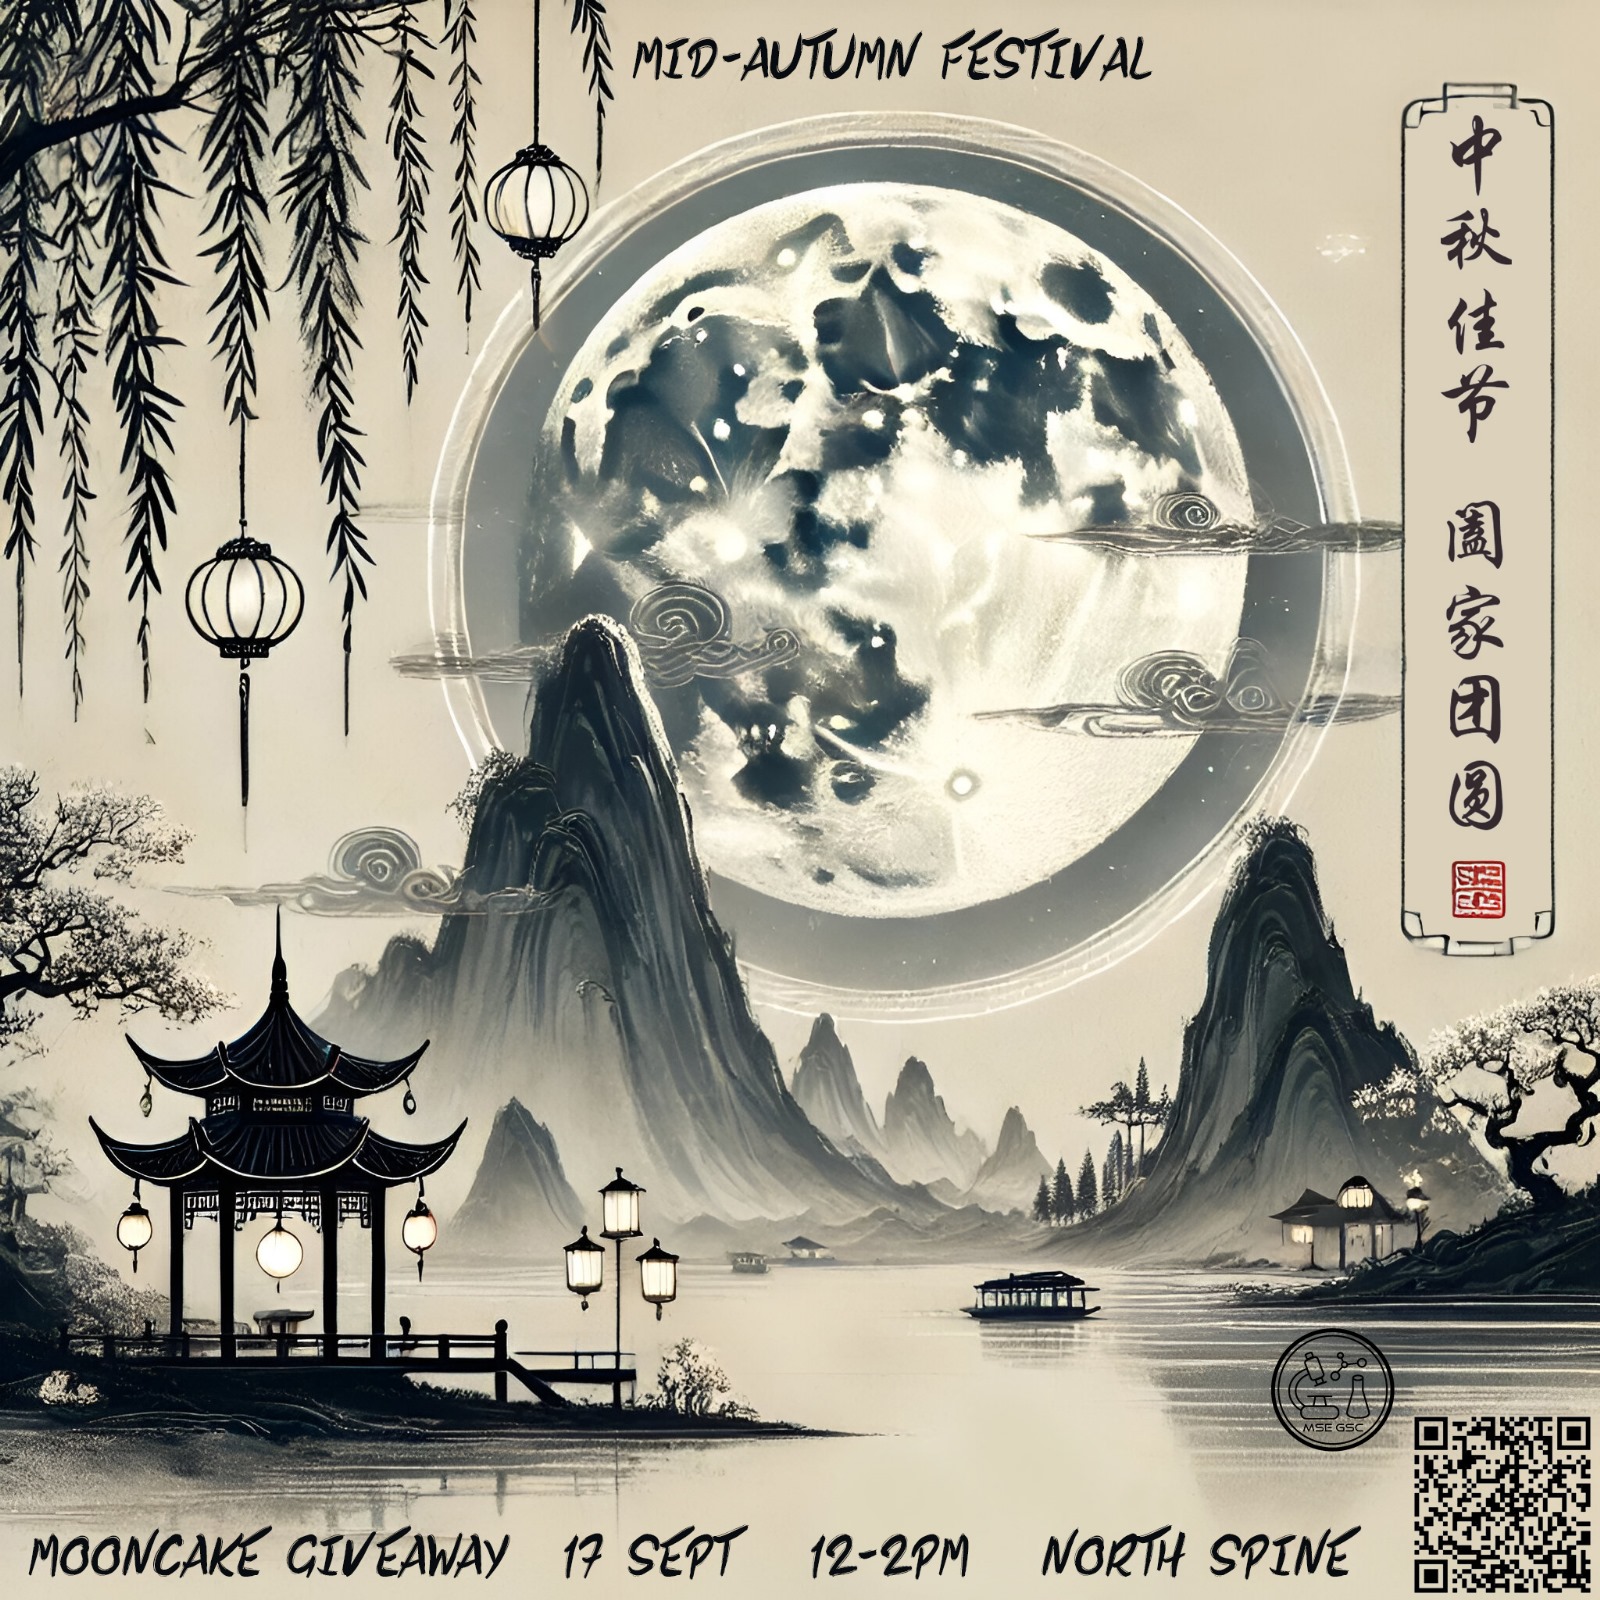 MID-AUTUMN FESTIVAL
中秋佳节 阖家团圆
MSE GSC
MOONCAKE GIVEAWAY 17 SEPT 12-2PM NORTH SPINE